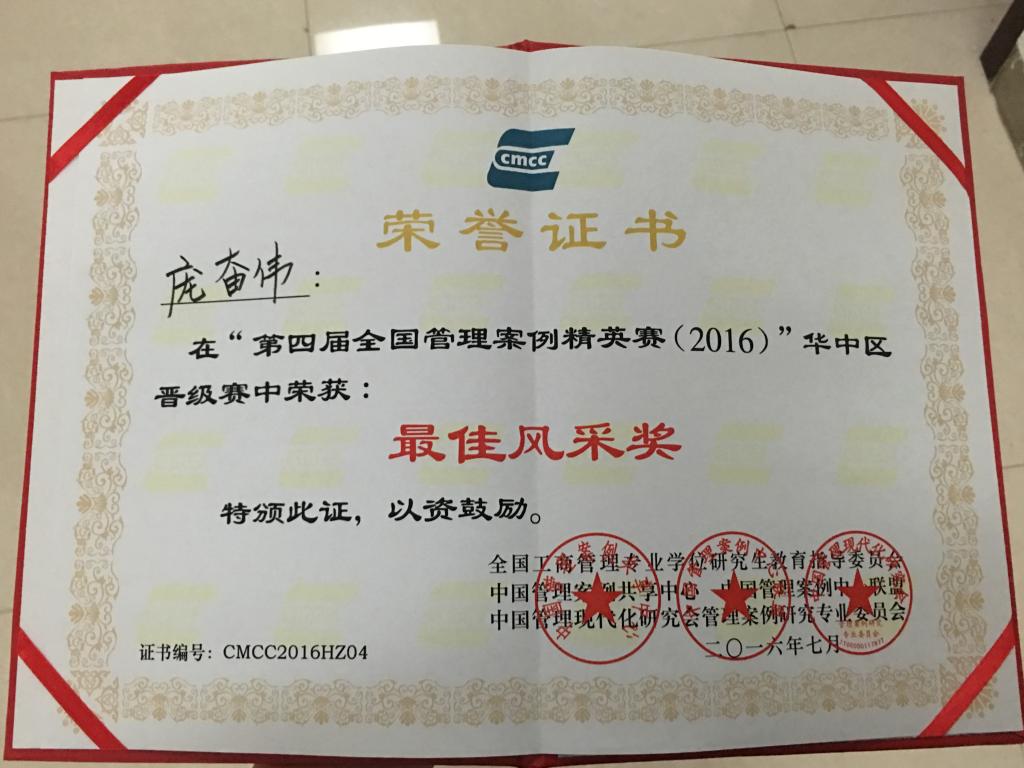 cmcc
荣誉证书
庞奋伟：
在“第四届全国管理案例精英赛（2016）”华中区
晋级赛中荣获：
最佳风采奖
特颁此证，以资鼓励。
全国工商管理专业学位研究生教育指导委员会
中国管理案例共享中心 中国管理案例中心联盟
中国管理现代化研究会管理案例研究专业委员会
二〇一六年七月
证书编号：CMCC2016HZ04